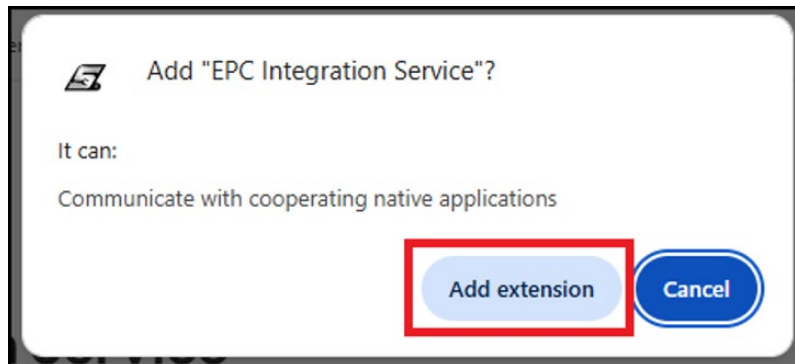 Add "EPC Integration Service"?
It can:
Communicate with cooperating native applications
Add extension
Cancel